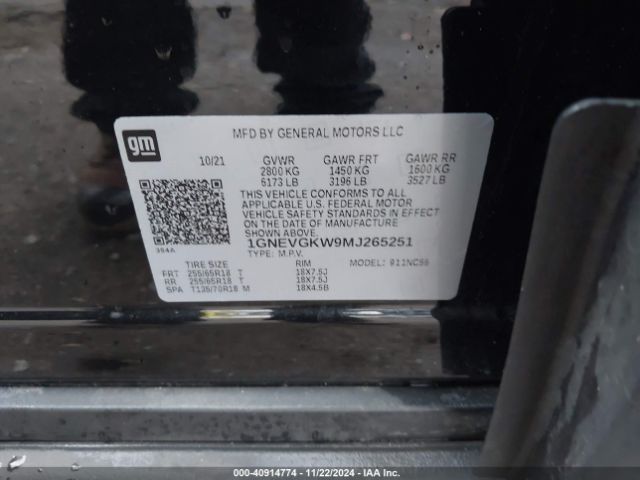 gm
MFD BY GENERAL MOTORS LLC
10/21 GVWR GAWR FRT GAWR RR
2800 KG 1450 KG 1600 KG
6173 LB 3196 LB 3527 LB
THIS VEHICLE CONFORMS TO ALL
APPLICABLE U.S. FEDERAL MOTOR
VEHICLE SAFETY STANDARDS IN EFFECT
ON THE DATE OF MANUFACTURE
SHOWN ABOVE.
1GNEVGKW9MJ265251
TYPE: M.P.V. MODEL:
TIRE SIZE RIM
FRT 255/65R18 T 18X7.5J
RR 255/65R18 T 18X7.5J
SPA T135/70R18 M 18X4.5B
000-40914774 - 11/22/2024 - IAA Inc.